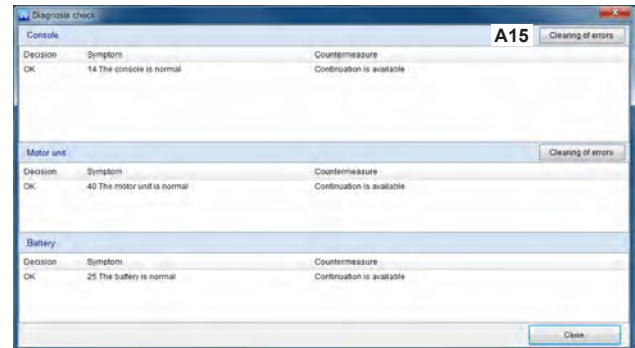 Diagnosis check
Console A15 Clearing of errors
Decision Symptom Countermeasure
OK 14.The console is normal Continuation is available
Motor unit Clearing of errors
Decision Symptom Countermeasure
OK 40.The motor unit is normal Continuation is available
Battery
Decision Symptom Countermeasure
OK 25.The battery is normal Continuation is available
Close